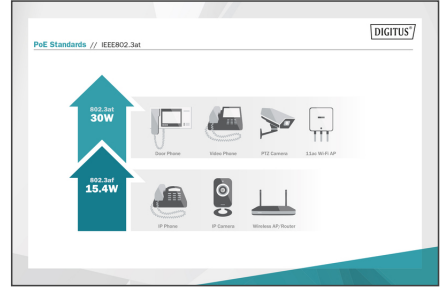 DIGITUS®
PoE Standards // IEEE802.3at
802.3at
30W
Door Phone
Video Phone
PTZ Camera
11ac Wi-Fi AP
802.3af
15.4W
IP Phone
IP Camera
Wireless AP/Router